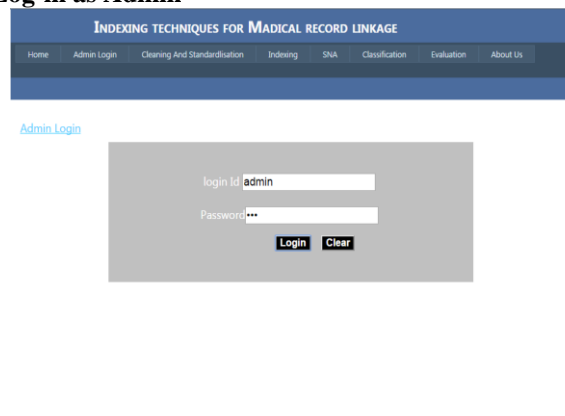 Log-in as Admin
INDEXING TECHNIQUES FOR MADICAL RECORD LINKAGE
Home Admin Login Cleaning And Standardlisation Indexing SNA Classification Evaluation About Us
Admin Login
login Id admin
Password •••
Login Clear